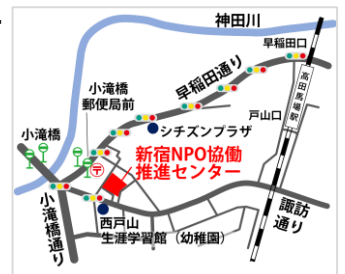 神田川
早稲田口
早稲田通り
高田馬場駅
小滝橋
郵便局前
戸山口
シチズンプラザ
小滝橋
新宿NPO協働
推進センター
諏訪
通り
小滝橋通り
西戸山
生涯学習館（幼稚園）